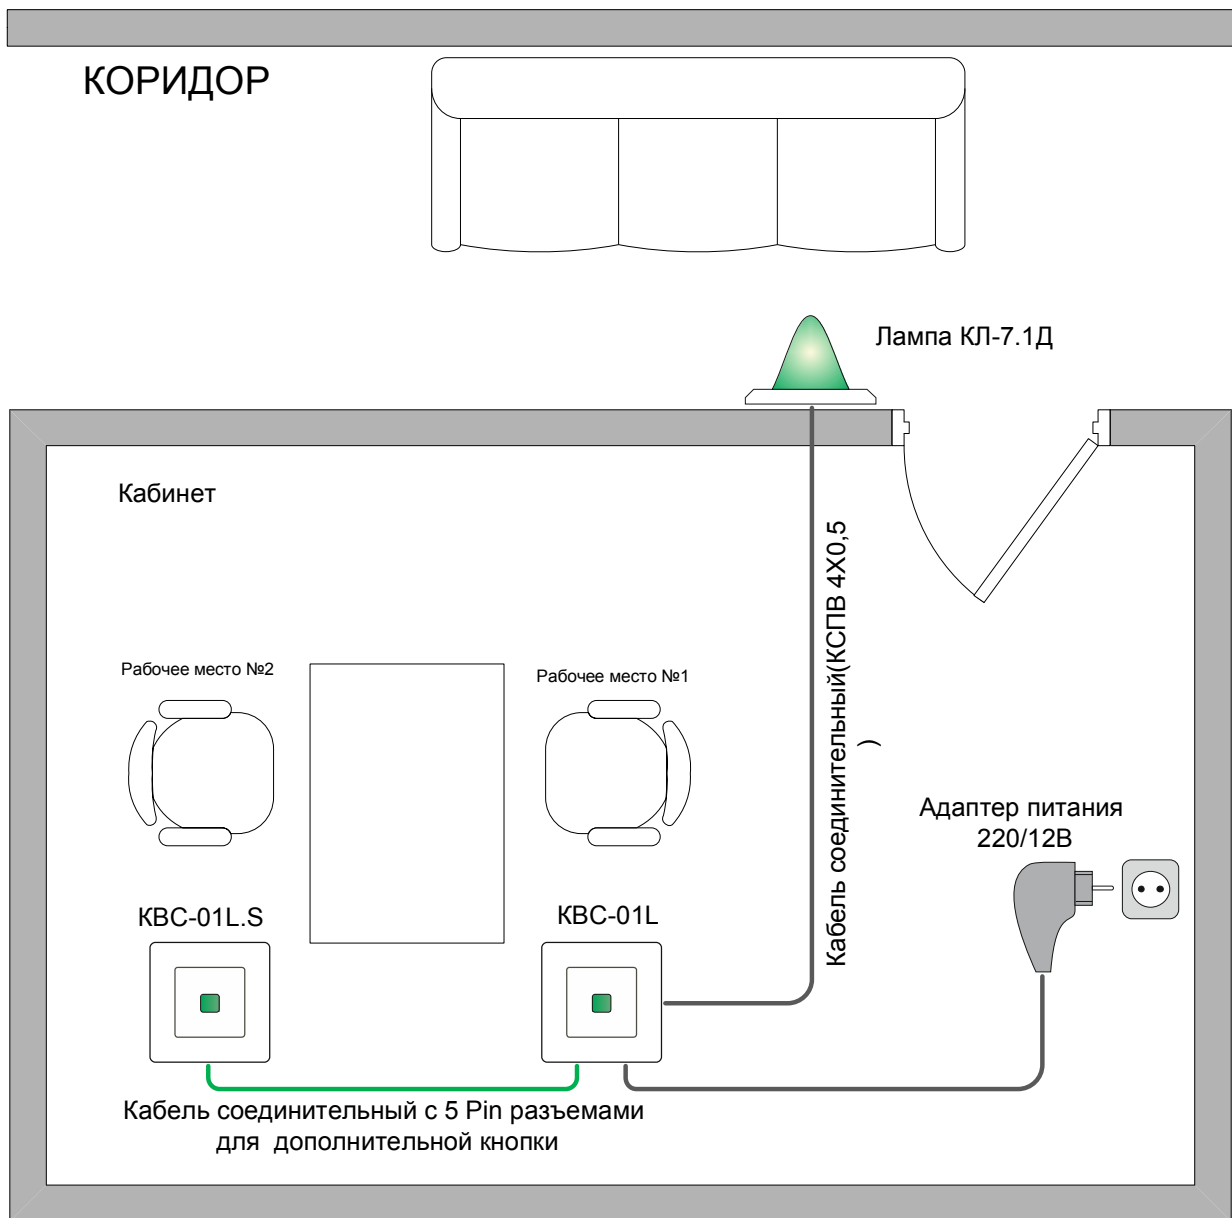 КОРИДОР
Лампа КЛ-7.1Д
Кабинет
Кабель соединительный(КСПВ 4Х0,5
)
Рабочее место №2
Рабочее место №1
Адаптер питания
220/12В
КВС-01L.S
КВС-01L
Кабель соединительный с 5 Pin разъемами
для дополнительной кнопки